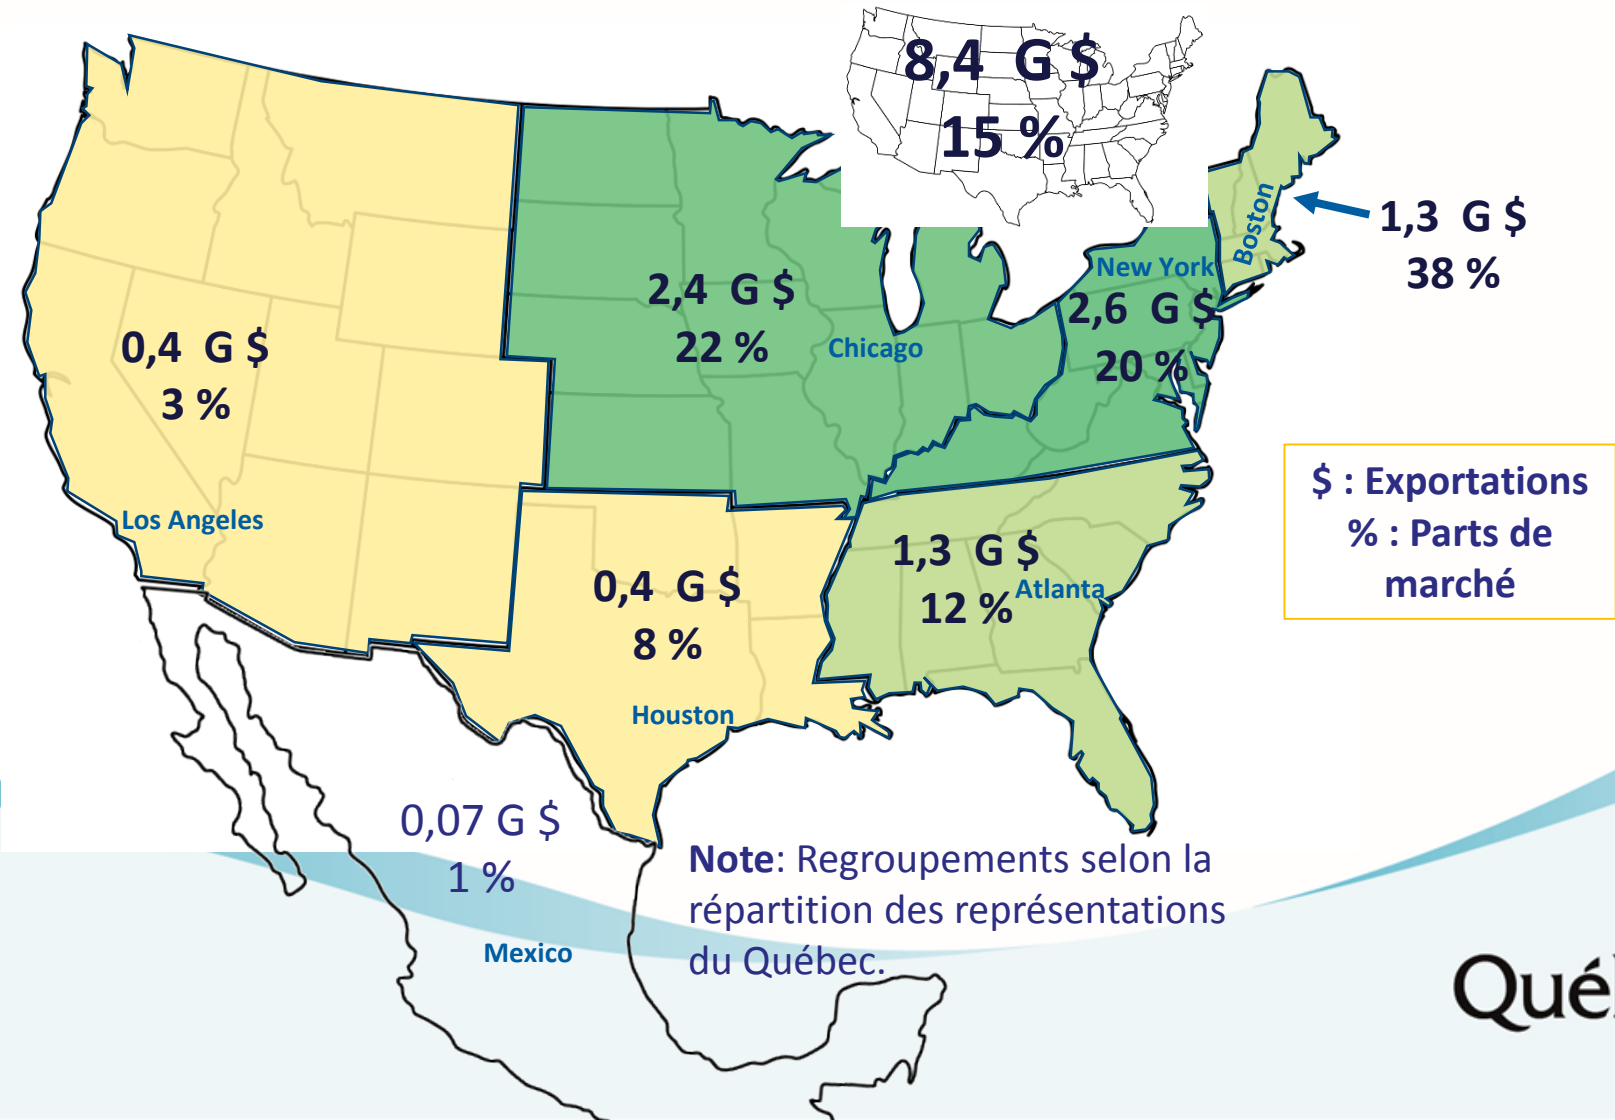 8,4 G $
15 %
Boston
1,3 G $
38 %
New York
2,6 G $
20 %
2,4 G $
22 %
Chicago
0,4 G $
3 %
Los Angeles
$ : Exportations
% : Parts de
marché
1,3 G $
12 %
Atlanta
0,4 G $
8 %
Houston
0,07 G $
1 %
Mexico
Note: Regroupements selon la
répartition des représentations
du Québec.
Qué